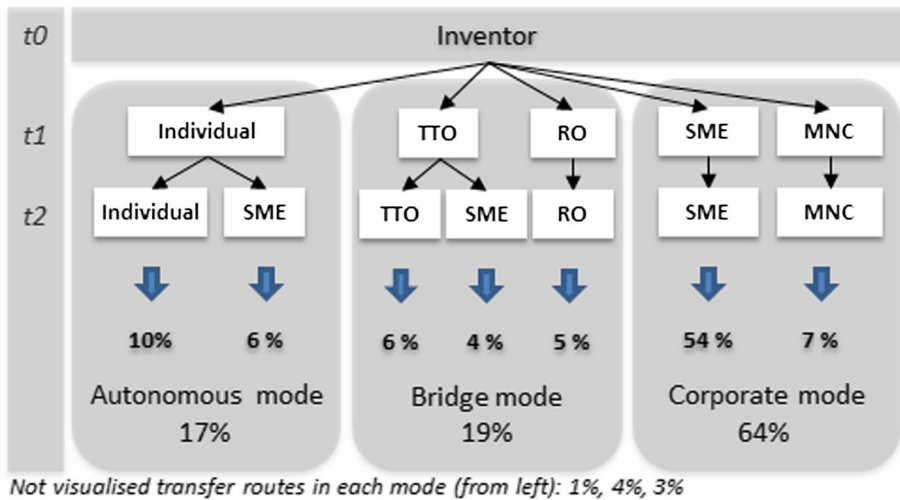 t0 Inventor
t1 Individual TTO RO SME MNC
t2 Individual SME TTO SME RO SME MNC
10% 6 % 6 % 4 % 5 % 54 % 7 %
Autonomous mode Bridge mode Corporate mode
17% 19% 64%
Not visualised transfer routes in each mode (from left): 1%, 4%, 3%